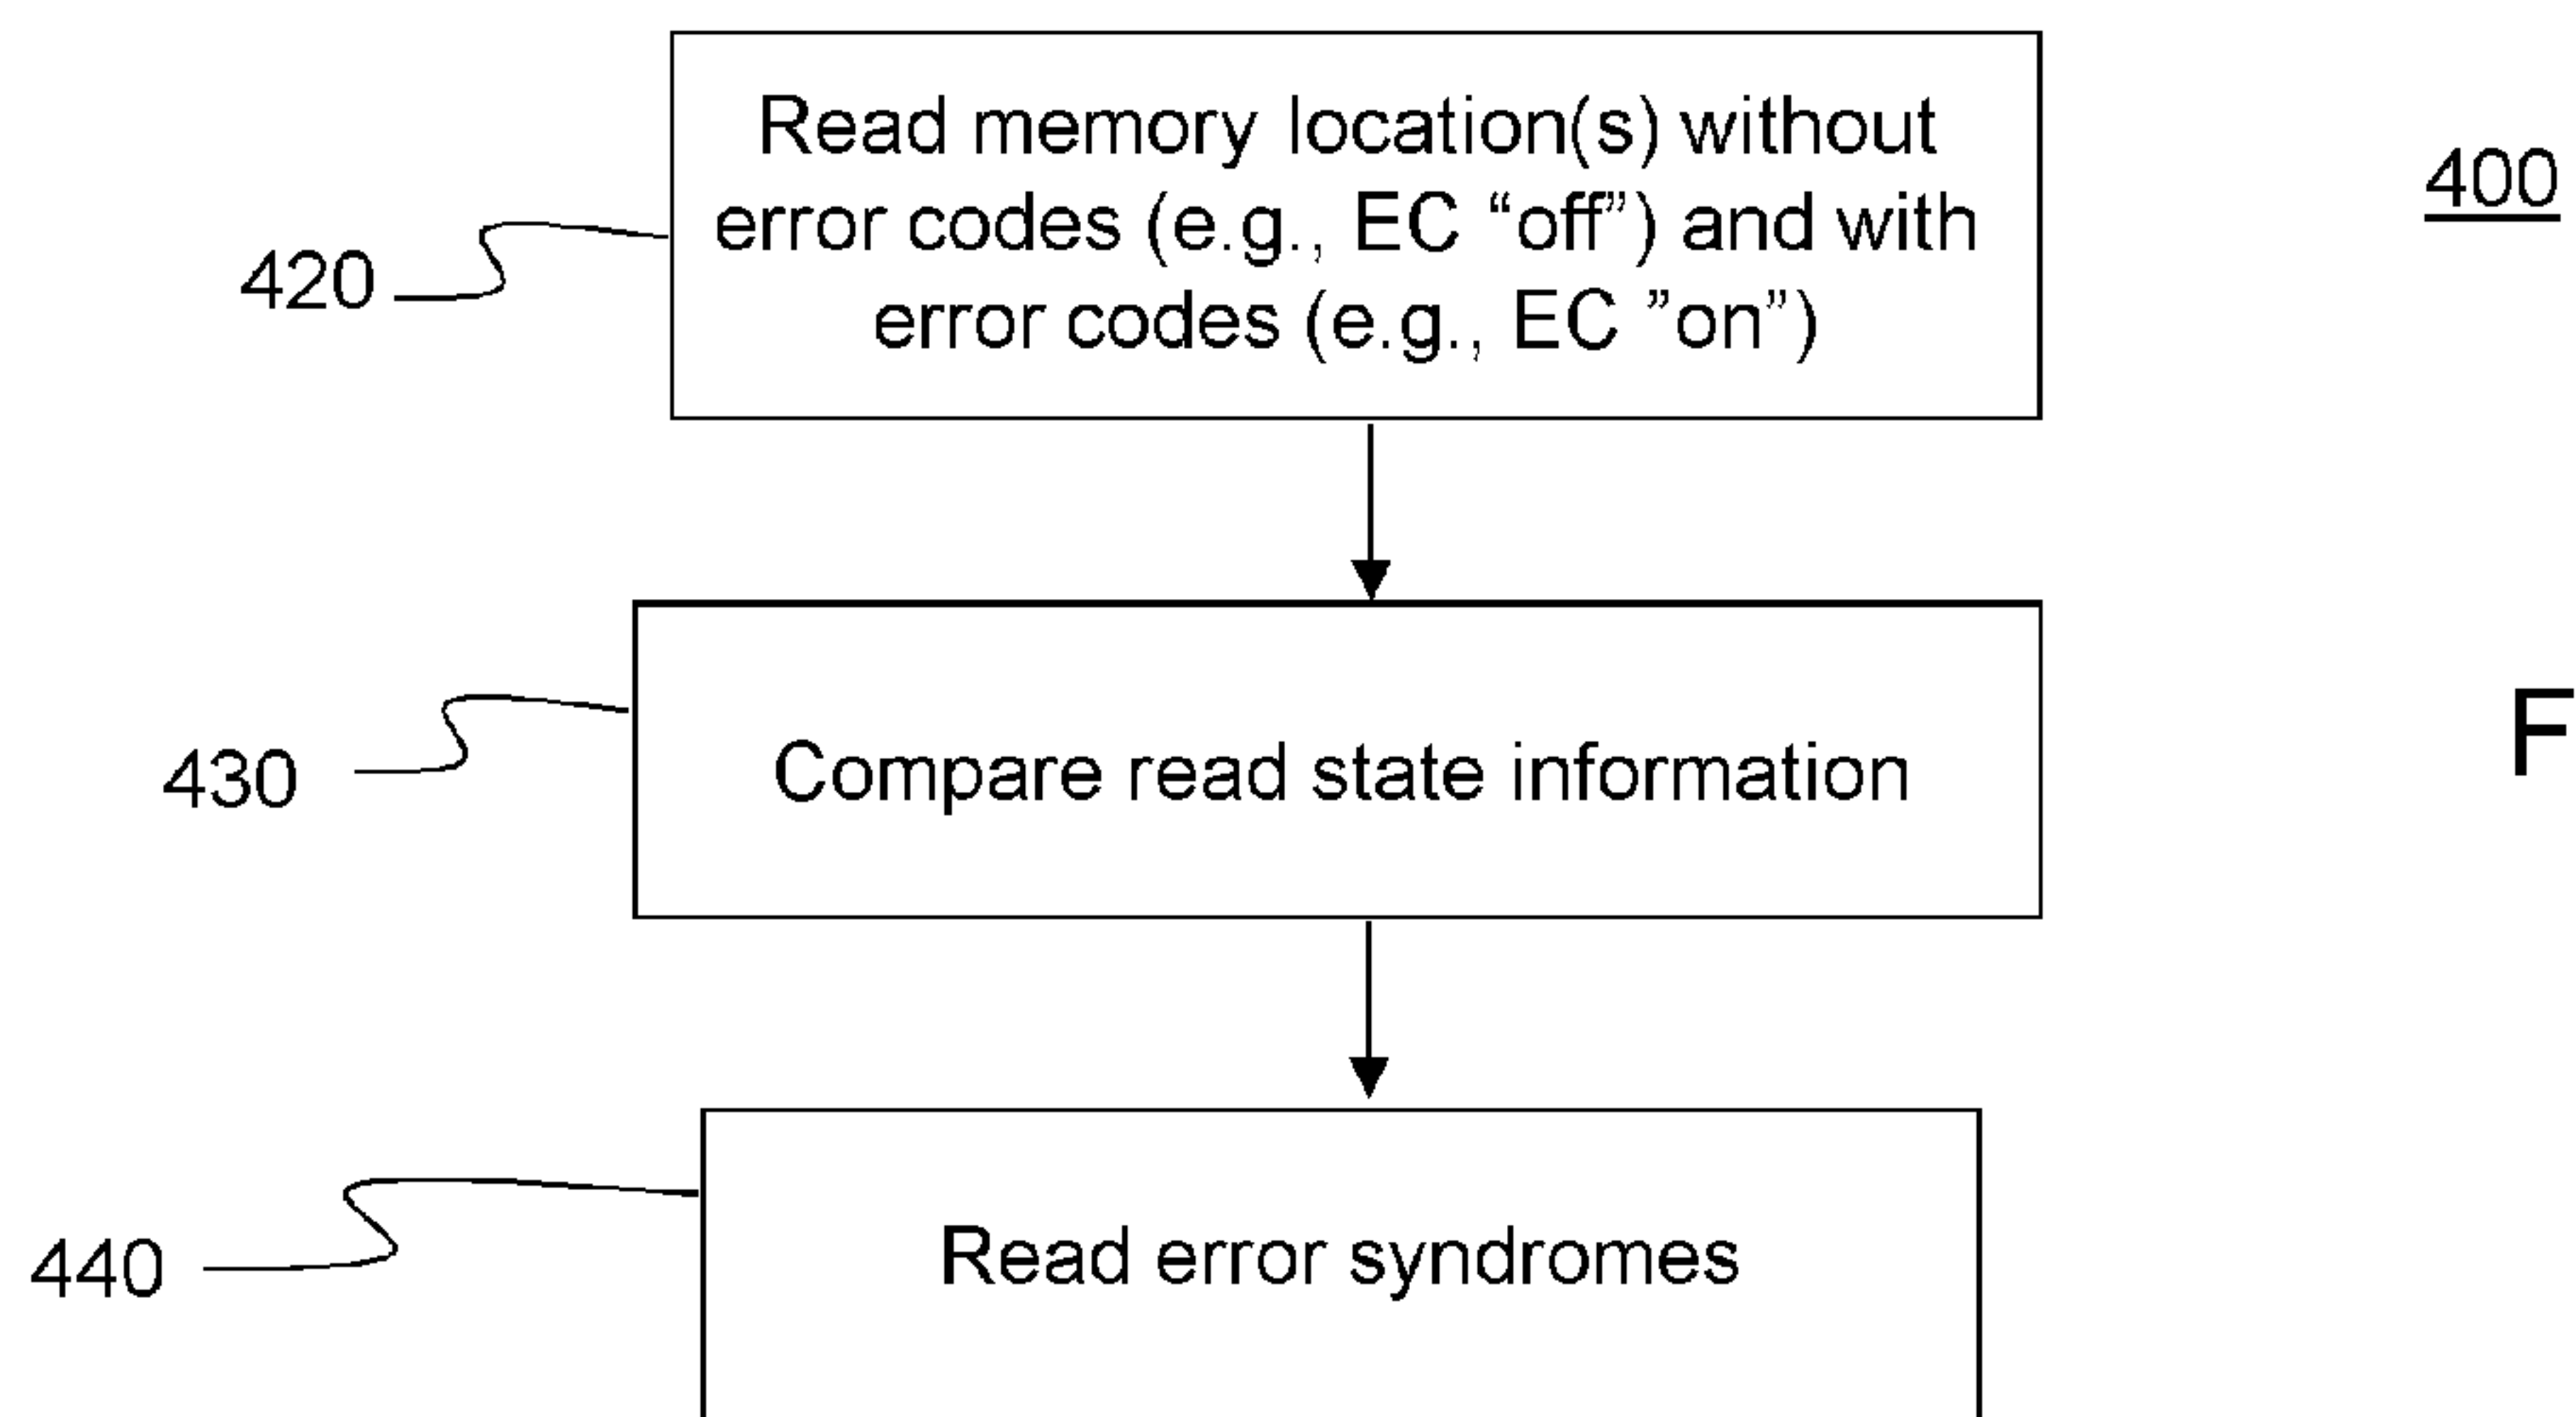 Read memory location(s) without
error codes (e.g., EC “off”) and with
error codes (e.g., EC ”on”)
400
420
Compare read state information
F
430
Read error syndromes
440